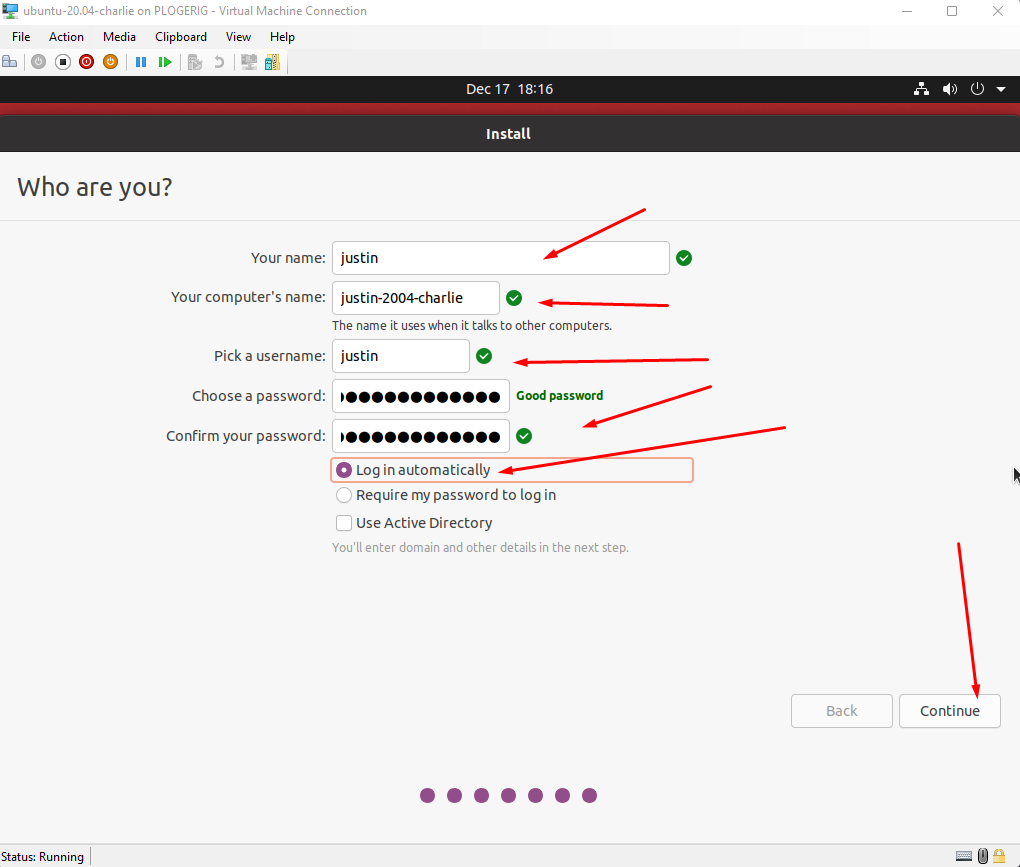 ubuntu-20.04-charlie on PLOGERIG - Virtual Machine Connection
File Action Media Clipboard View Help
Dec 17 18:16
Install
Who are you?
Your name: justin
Your computer's name: justin-2004-charlie
The name it uses when it talks to other computers.
Pick a username: justin
Choose a password: Good password
Confirm your password:
Log in automatically
Require my password to log in
Use Active Directory
You'll enter domain and other details in the next step.
Back Continue
Status: Running